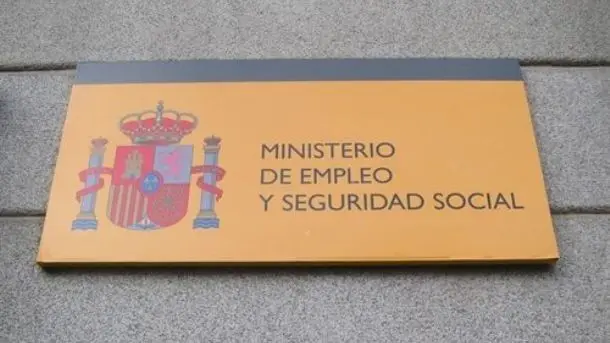 MINISTERIO
DE EMPLEO
Y SEGURIDAD SOCIAL